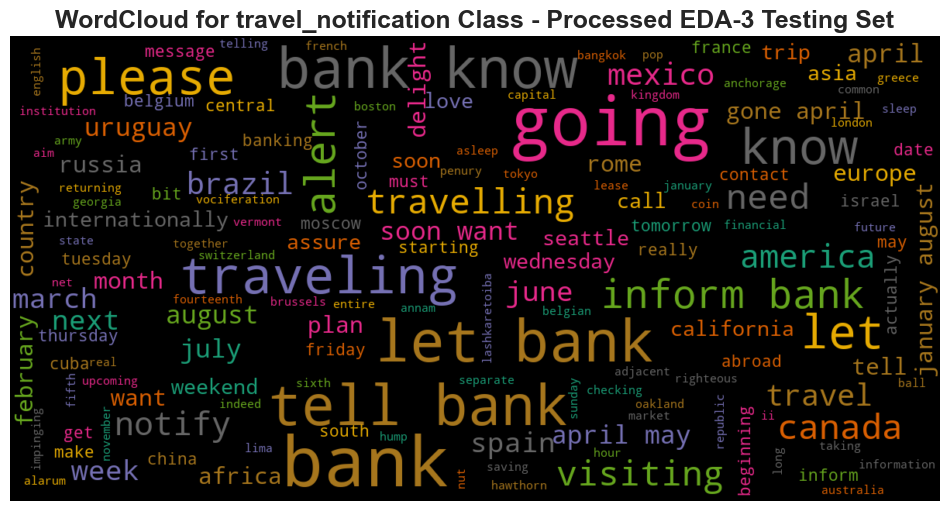 WordCloud for travel_notification Class - Processed EDA-3 Testing Set
english
message
telling
french
bangkok
pop
france
trip
april
please
bank know
mexico
asia
greece
institution
belgium
central
boston
delight
love
capital
kingdom
anchorage
common
army
uruguay
banking
alert
october
going
gone april
london
sleep
aim
russia
first
soon
asleep
rome
know
date
returning
georgia
vociferation
bit
brazil
must
penury
tokyo
lease
january
contact
europe
country
internationally
vermont
moscow
travelling
call
coin
need
israel
state
tuesday
together
switzerland
assure
soon want
starting
seattle
really
tomorrow
financial
future
may
net
month
traveling
wednesday
america
actually
january august
march
fourteenth
brussels
entire
annam
lashkaretoiba
june
inform bank
next
august
plan
belgian
california
let
thursday
july
friday
let bank
abroad
tell
february
cuba
real
upcoming
weekend
adjacent
righteous
ball
fifth
want
indeed
sixth
tell bank
separate
sunday
checking
oakland
travel
impinging
get
november
notify
south
hump
spain
april may
market
republic
beginning
ii
canada
make
china
lima
bank
hour
long
taking
information
alarum
week
africa
nut
saving
hawthorn
visiting
inform
australia